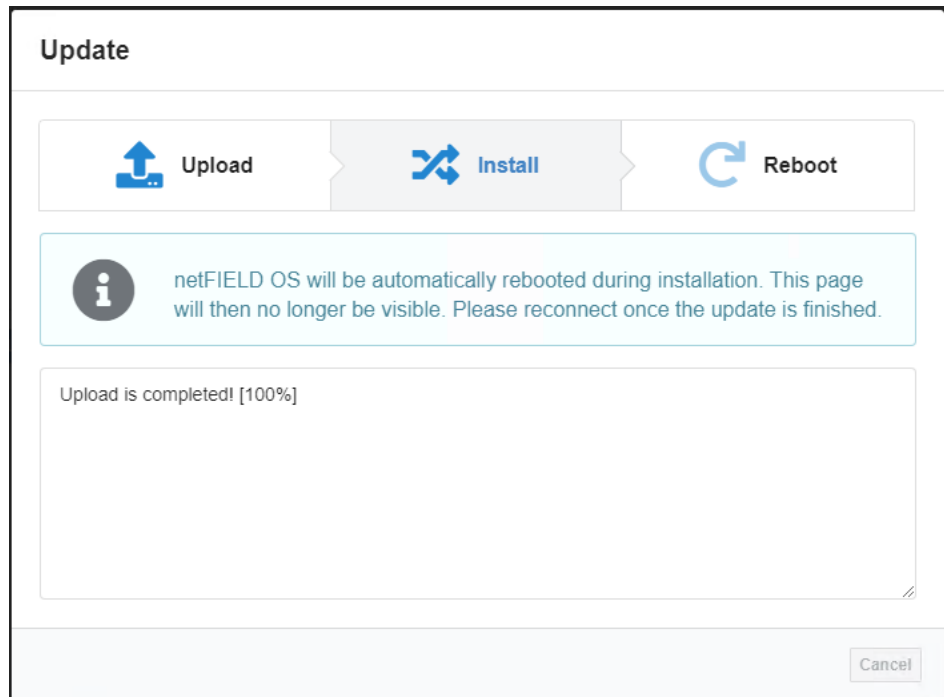 Update
Upload
Install
Reboot
netFIELD OS will be automatically rebooted during installation. This page
will then no longer be visible. Please reconnect once the update is finished.
Upload is completed! [100%]
Cancel